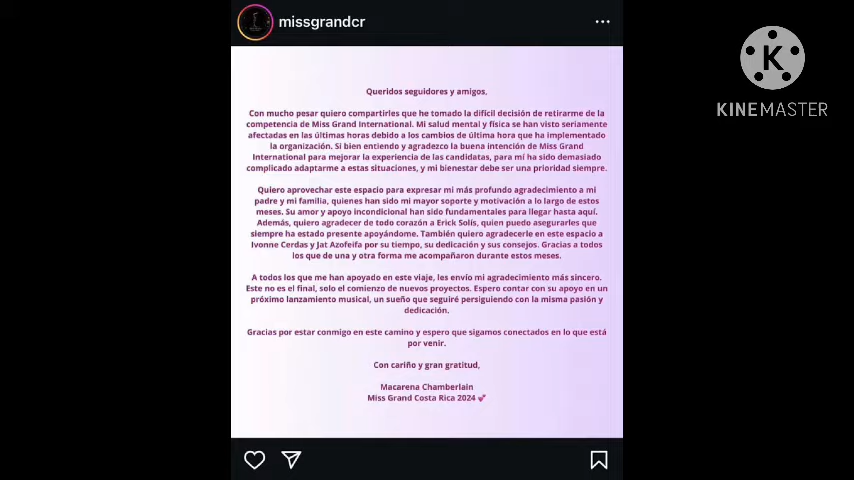 missgrandcr
Queridos seguidores y amigos,
Con mucho pesar quiero compartirles que he tomado la difícil decisión de retirarme de la
competencia de Miss Grand International. Mi salud mental y física se han visto seriamente
afectadas en las últimas horas debido a los cambios de última hora que ha implementado
la organización. Si bien entiendo y agradezco la buena intención de Miss Grand
International para mejorar la experiencia de las candidatas, para mí ha sido demasiado
complicado adaptarme a estas situaciones, y mi bienestar debe ser una prioridad siempre.
Quiero aprovechar este espacio para expresar mi más profundo agradecimiento a mi
padre y mi familia, quienes han sido mi mayor soporte y motivación a lo largo de estos
meses. Su amor y apoyo incondicional han sido fundamentales para llegar hasta aquí.
Además, quiero agradecer de todo corazón a Erick Solís, quien puedo asegurarles que
siempre ha estado presente apoyándome. También quiero agradecerle en este espacio a
Ivonne Cerdas y Jat Azofeifa por su tiempo, su dedicación y sus consejos. Gracias a todos
los que de una y otra forma me acompañaron durante estos meses.
A todos los que me han apoyado en este viaje, les envío mi agradecimiento más sincero.
Este no es el final, solo el comienzo de nuevos proyectos. Espero contar con su apoyo en un
próximo lanzamiento musical, un sueño que seguiré persiguiendo con la misma pasión y
dedicación.
Gracias por estar conmigo en este camino y espero que sigamos conectados en lo que está
por venir.
Con cariño y gran gratitud,
Macarena Chamberlain
Miss Grand Costa Rica 2024
K
KINEMASTER